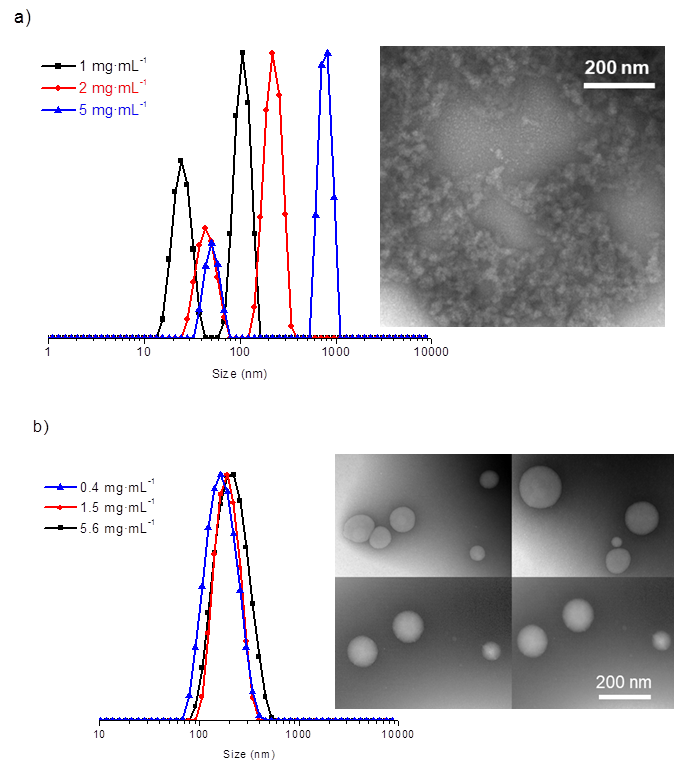 a)
1 mg·mL⁻¹
2 mg·mL⁻¹
5 mg·mL⁻¹
200 nm
1 10 100 1000 10000
Size (nm)
b)
0.4 mg·mL⁻¹
1.5 mg·mL⁻¹
5.6 mg·mL⁻¹
200 nm
10 100 1000 10000
Size (nm)